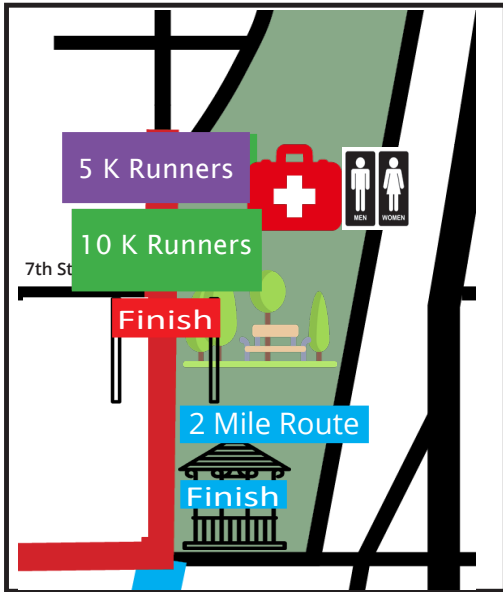 5 K Runners
MEN
WOMEN
10 K Runners
7th St
Finish
2 Mile Route
Finish